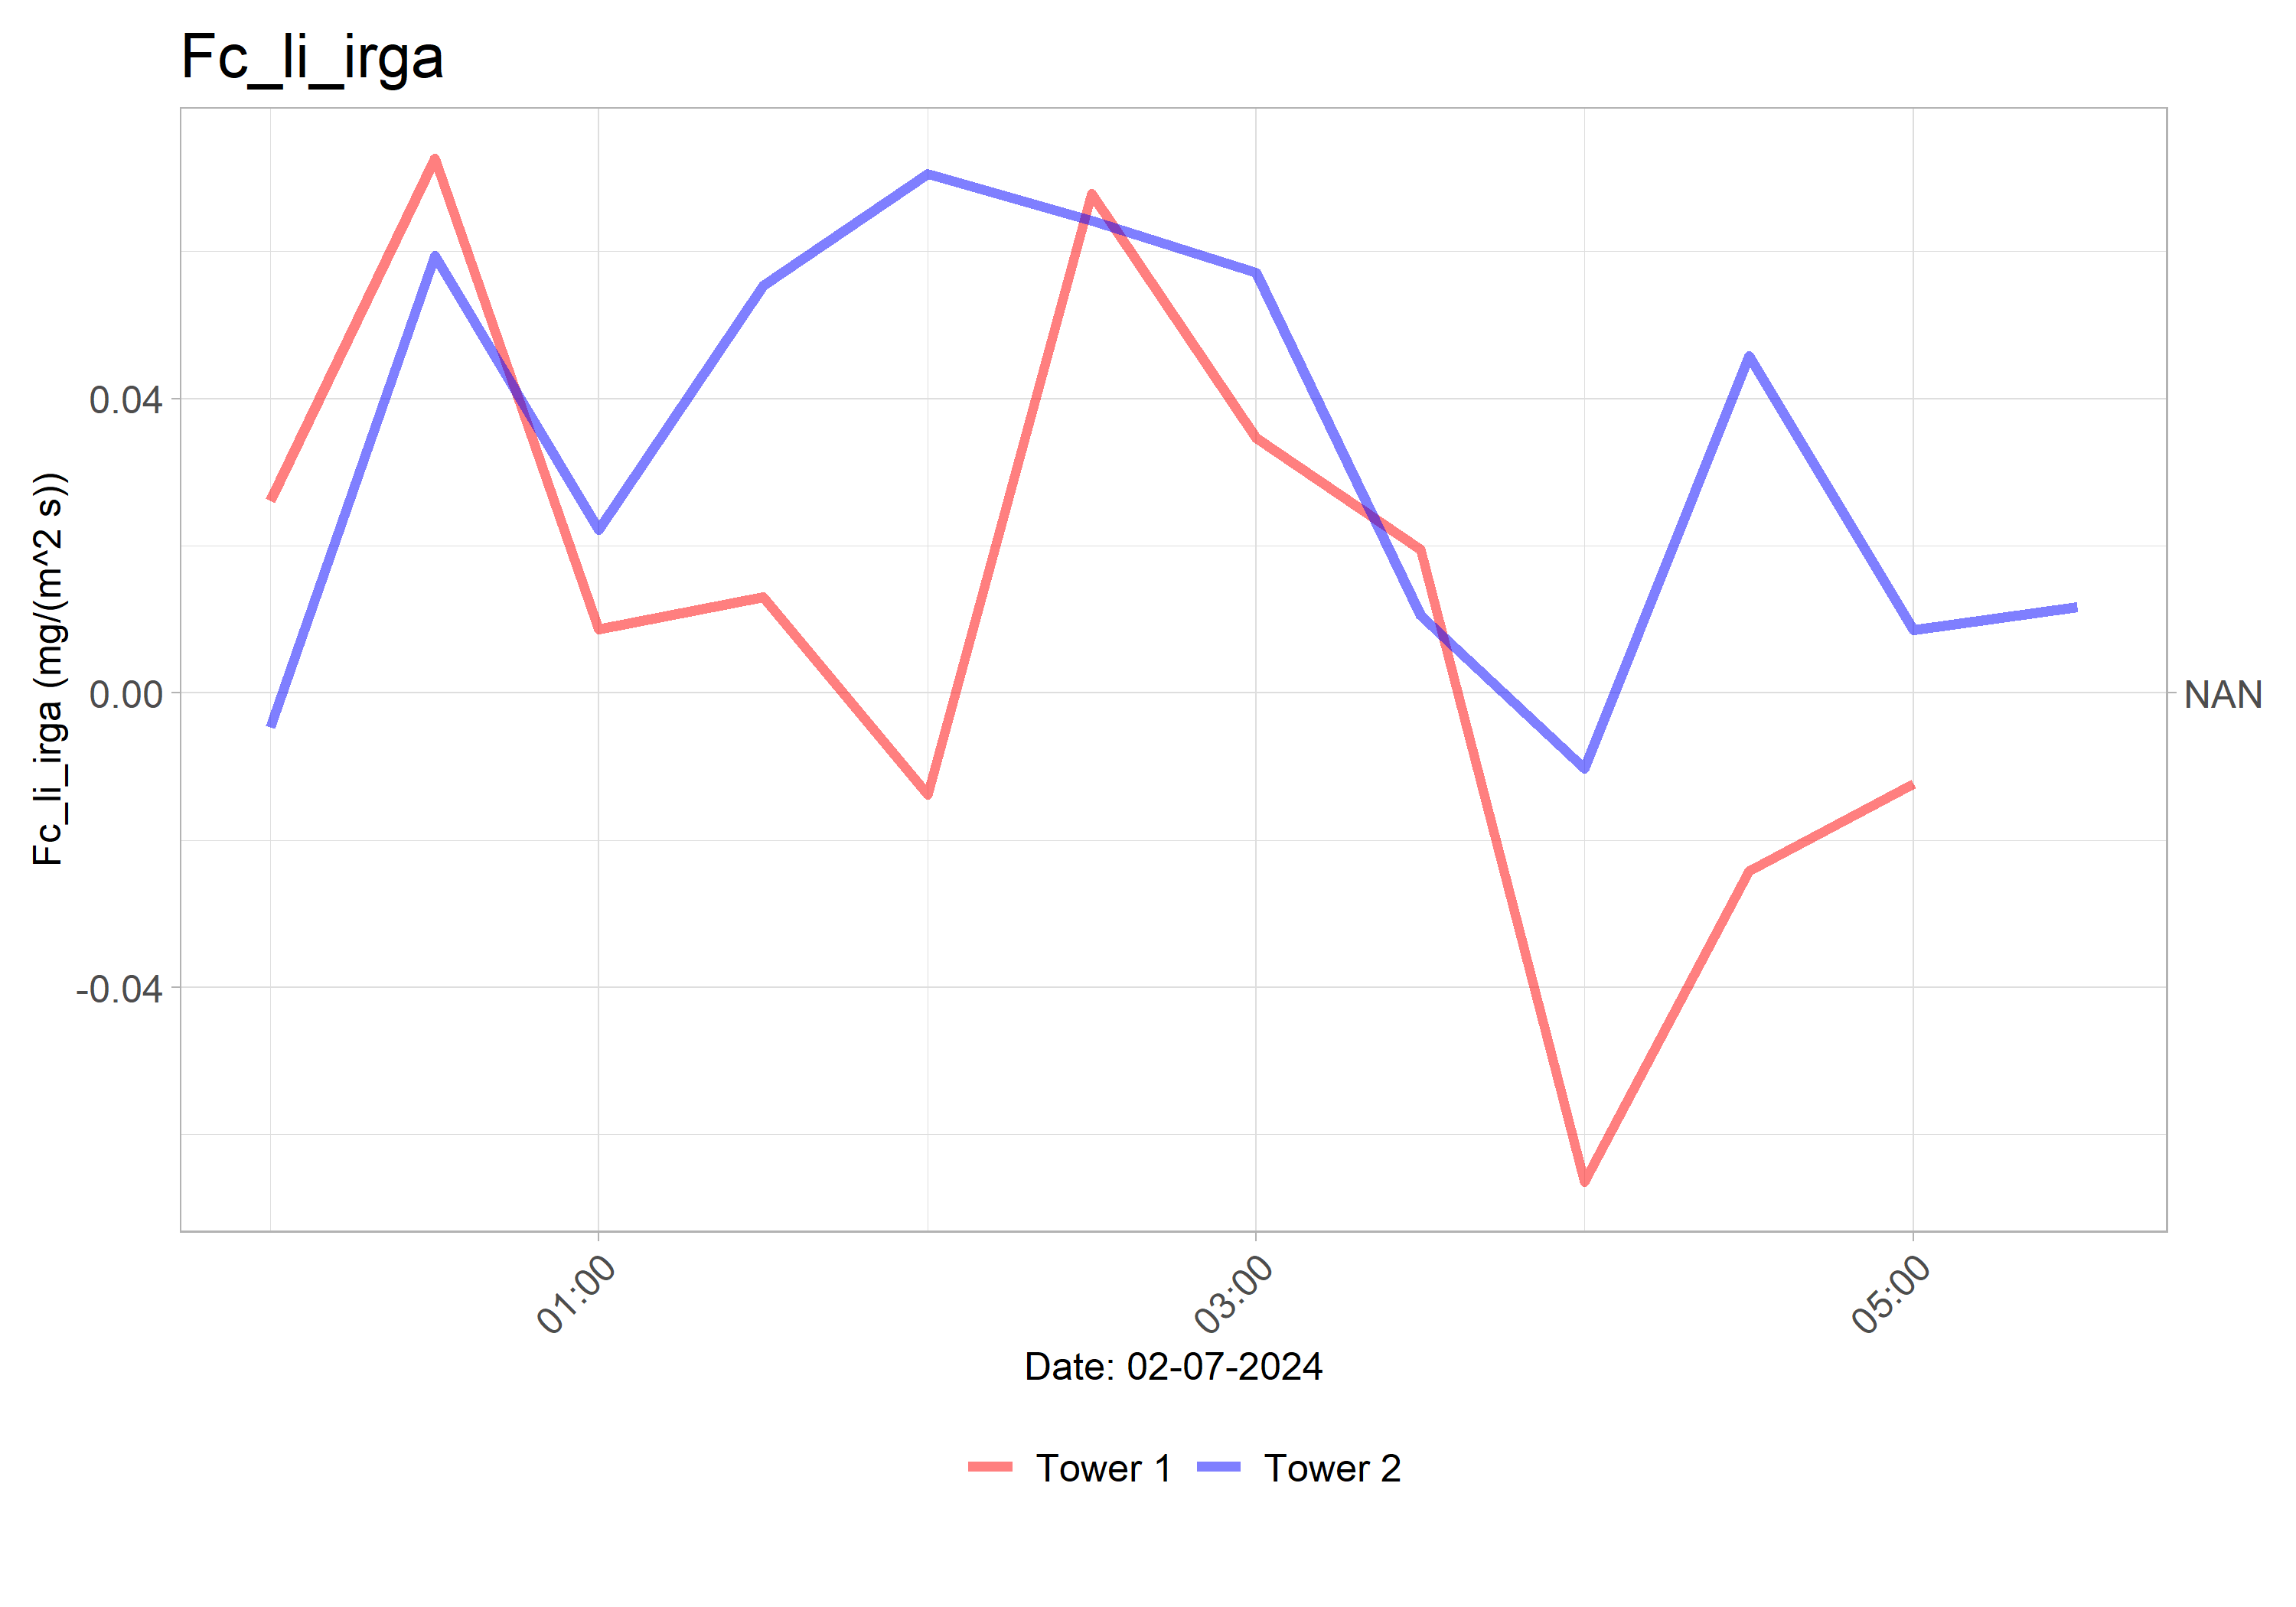 Fc_li_irga
Fc_li_irga (mg/(m^2 s))
0.04
0.00
-0.04
NAN
01:00
03:00
05:00
Date: 02-07-2024
Tower 1
Tower 2